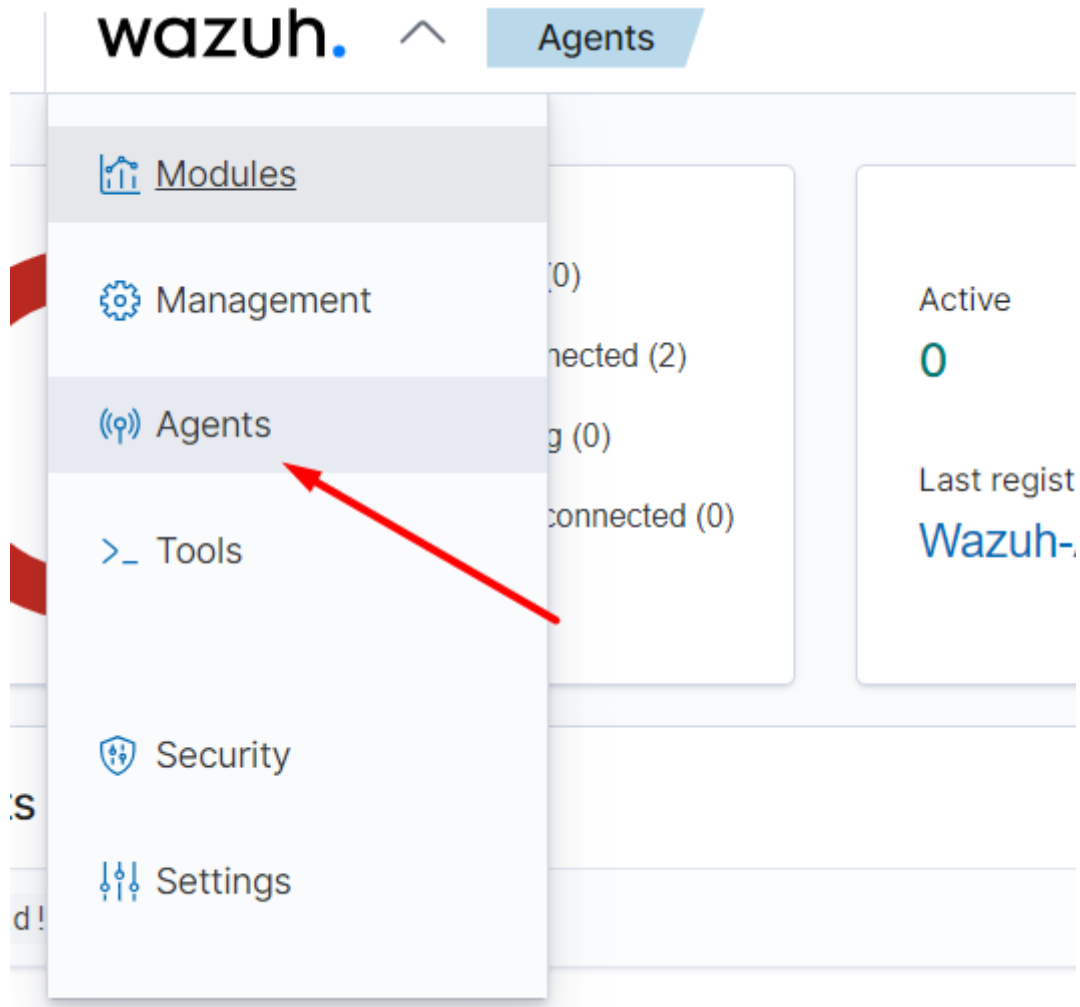 wazuh.
Agents
Modules
Management
Agents
Tools
Security
Settings
(0)
nected (2)
g (0)
connected (0)
Active
0
Last regist
Wazuh-
ts
d!